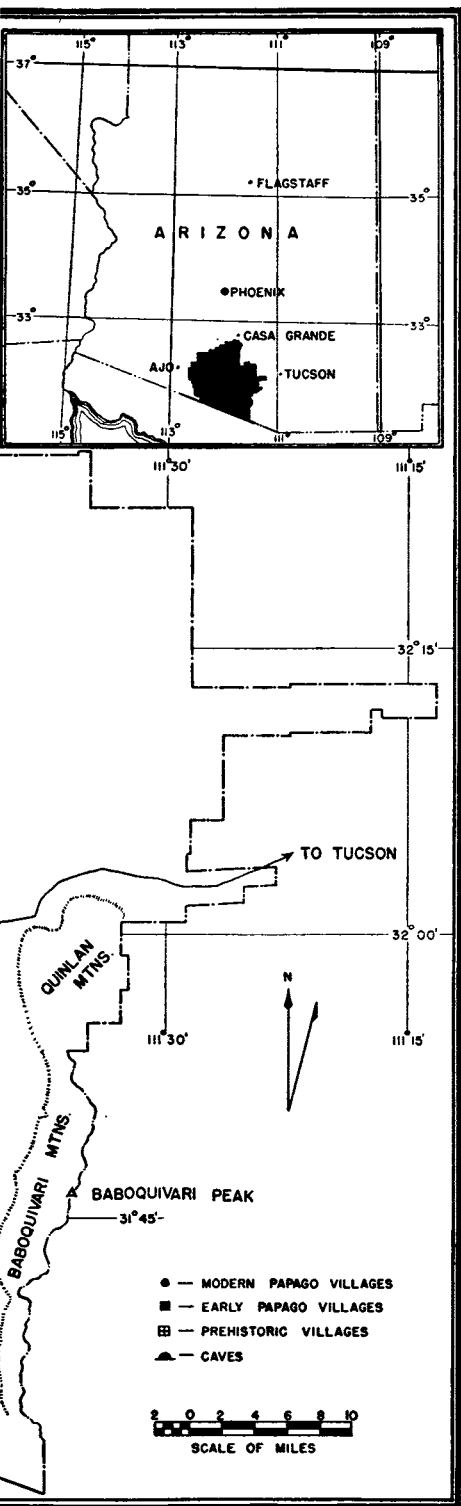 115° 113° 111° 109°
37°
FLAGSTAFF
35° 35°
ARIZONA
PHOENIX
33° 33°
CASA GRANDE
AJO TUCSON
115° 113° 111° 109°
111°30' 111°15'
32°15'
TO TUCSON
32°00'
QUINLAN
MTNS.
N
111°30' 111°15'
BABOQUIVARI MTNS.
BABOQUIVARI PEAK
31°45'
— MODERN PAPAGO VILLAGES
— EARLY PAPAGO VILLAGES
— PREHISTORIC VILLAGES
— CAVES
2 0 2 4 6 8 10
SCALE OF MILES